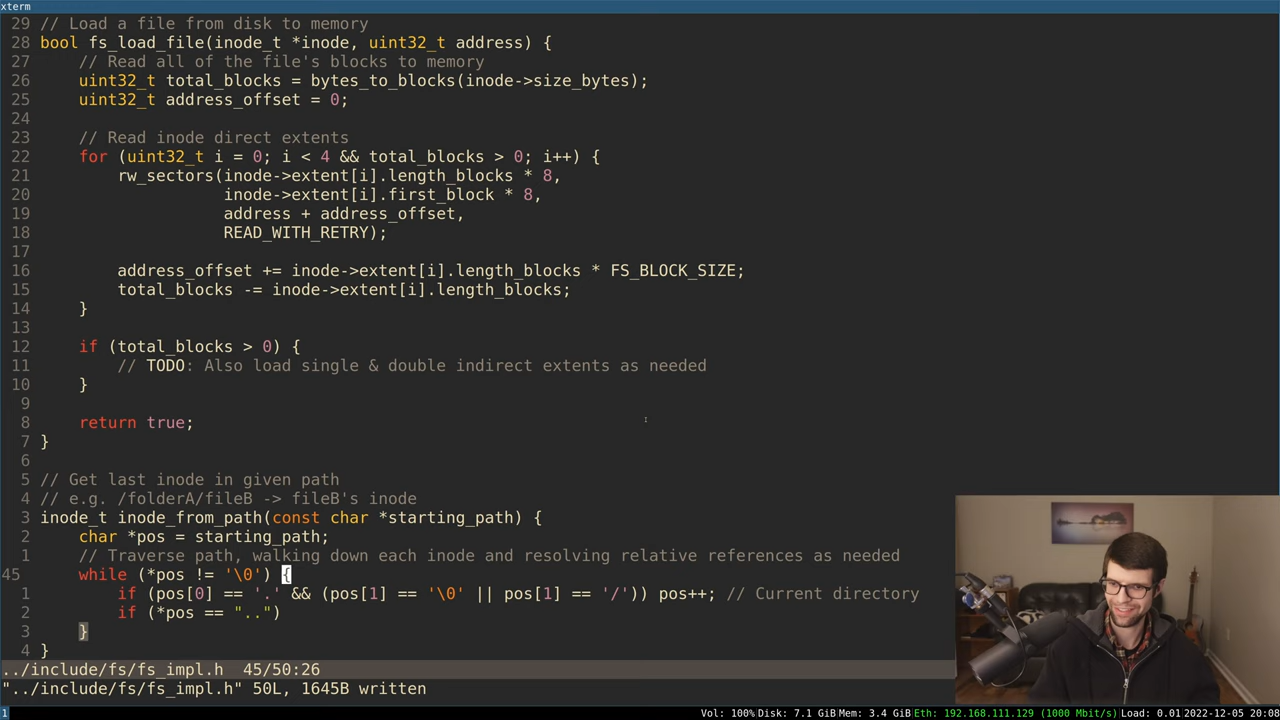 xterm
29 // Load a file from disk to memory
28 bool fs_load_file(inode_t *inode, uint32_t address) {
27     // Read all of the file's blocks to memory
26     uint32_t total_blocks = bytes_to_blocks(inode->size_bytes);
25     uint32_t address_offset = 0;
24
23     // Read inode direct extents
22     for (uint32_t i = 0; i < 4 && total_blocks > 0; i++) {
21         rw_sectors(inode->extent[i].length_blocks * 8,
20                    inode->extent[i].first_block * 8,
19                    address + address_offset,
18                    READ_WITH_RETRY);
17
16         address_offset += inode->extent[i].length_blocks * FS_BLOCK_SIZE;
15         total_blocks -= inode->extent[i].length_blocks;
14     }
13
12     if (total_blocks > 0) {
11         // TODO: Also load single & double indirect extents as needed
10     }
9
8     return true;
7 }
6
5 // Get last inode in given path
4 // e.g. /folderA/fileB -> fileB's inode
3 inode_t inode_from_path(const char *starting_path) {
2     char *pos = starting_path;
1     // Traverse path, walking down each inode and resolving relative references as needed
45     while (*pos != '\0') {
1         if (pos[0] == '.' && (pos[1] == '\0' || pos[1] == '/')) pos++; // Current directory
2         if (*pos == "..")
3     }
4 }
../include/fs/fs_impl.h 45/50:26
"../include/fs/fs_impl.h" 50L, 1645B written
1 Vol: 100% Disk: 7.1 GiB Mem: 3.4 GiB Eth: 192.168.111.129 (1000 Mbit/s) Load: 0.01 2022-12-05 20:08